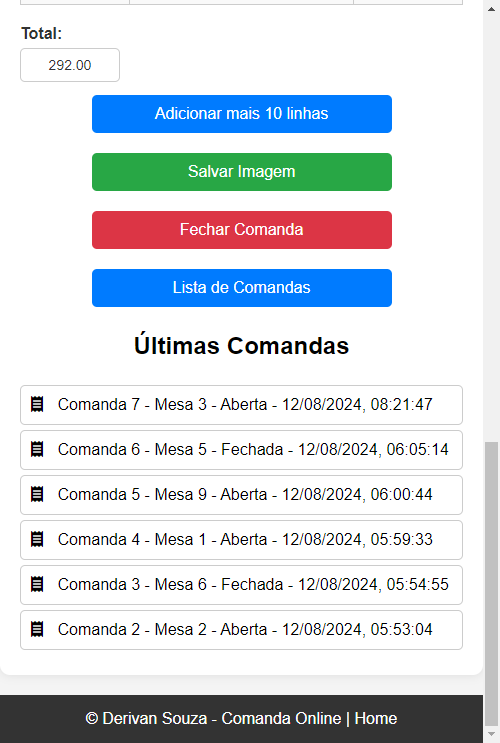 Total:
292.00
Adicionar mais 10 linhas
Salvar Imagem
Fechar Comanda
Lista de Comandas
Últimas Comandas
Comanda 7 - Mesa 3 - Aberta - 12/08/2024, 08:21:47
Comanda 6 - Mesa 5 - Fechada - 12/08/2024, 06:05:14
Comanda 5 - Mesa 9 - Aberta - 12/08/2024, 06:00:44
Comanda 4 - Mesa 1 - Aberta - 12/08/2024, 05:59:33
Comanda 3 - Mesa 6 - Fechada - 12/08/2024, 05:54:55
Comanda 2 - Mesa 2 - Aberta - 12/08/2024, 05:53:04
© Derivan Souza - Comanda Online | Home